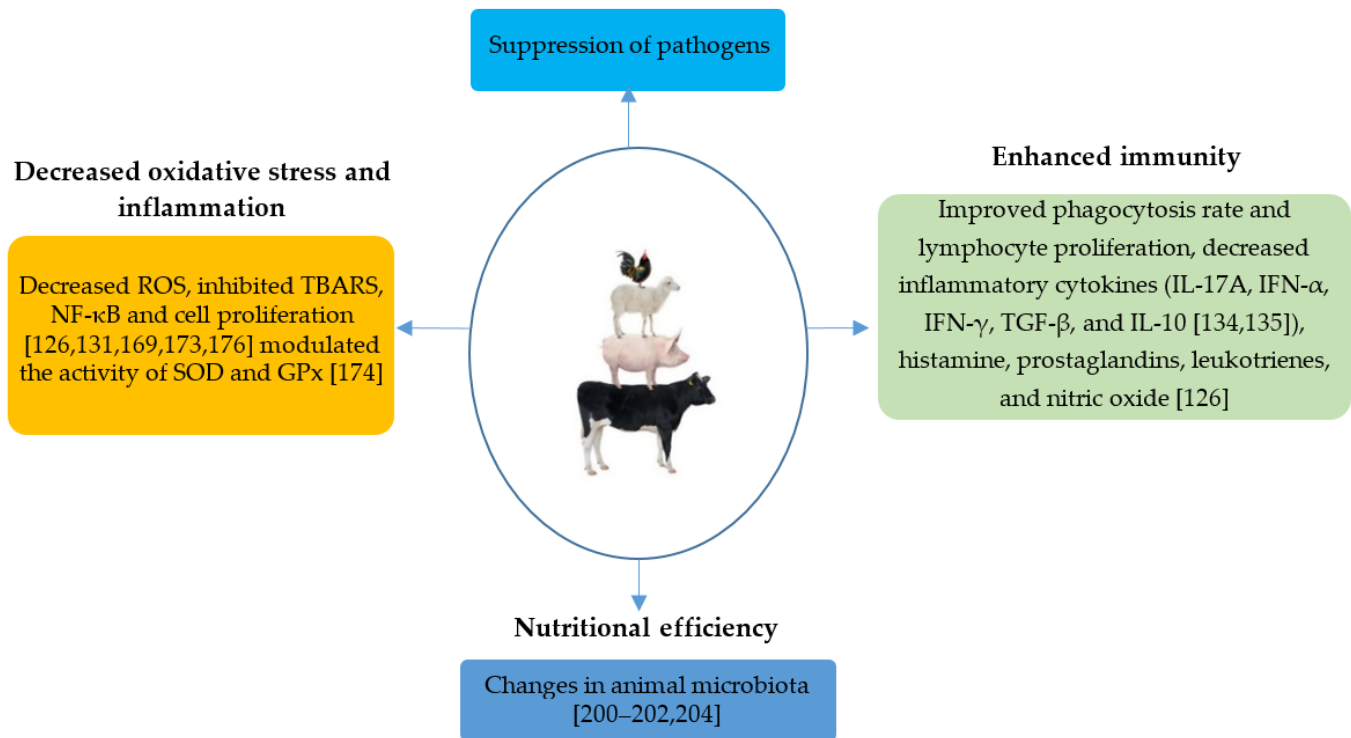 Suppression of pathogens
Decreased oxidative stress and
inflammation
Decreased ROS, inhibited TBARS,
NF-κB and cell proliferation
[126,131,169,173,176] modulated
the activity of SOD and GPx [174]
Enhanced immunity
Improved phagocytosis rate and
lymphocyte proliferation, decreased
inflammatory cytokines (IL-17A, IFN-α,
IFN-γ, TGF-β, and IL-10 [134,135]),
histamine, prostaglandins, leukotrienes,
and nitric oxide [126]
Nutritional efficiency
Changes in animal microbiota
[200–202,204]